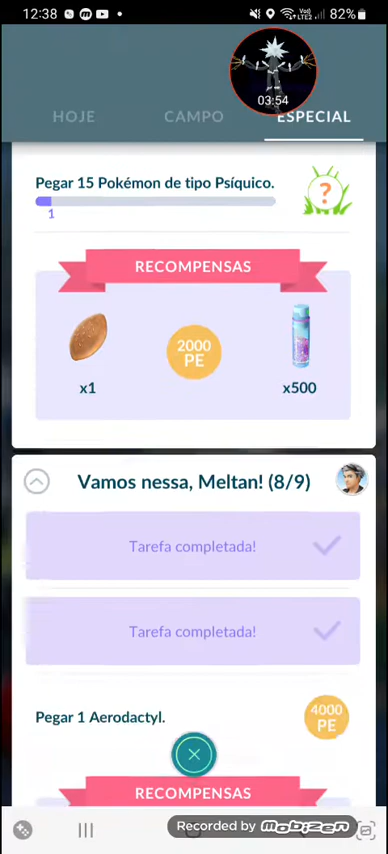 12:38
Vo))
LTE2
82%
03:54
HOJE
CAMPO
ESPECIAL
Pegar 15 Pokémon de tipo Psíquico.
?
1
RECOMPENSAS
2000
PE
x1
x500
Vamos nessa, Meltan! (8/9)
Tarefa completada!
Tarefa completada!
Pegar 1 Aerodactyl.
4000
PE
RECOMPENSAS
Recorded by Mobizen